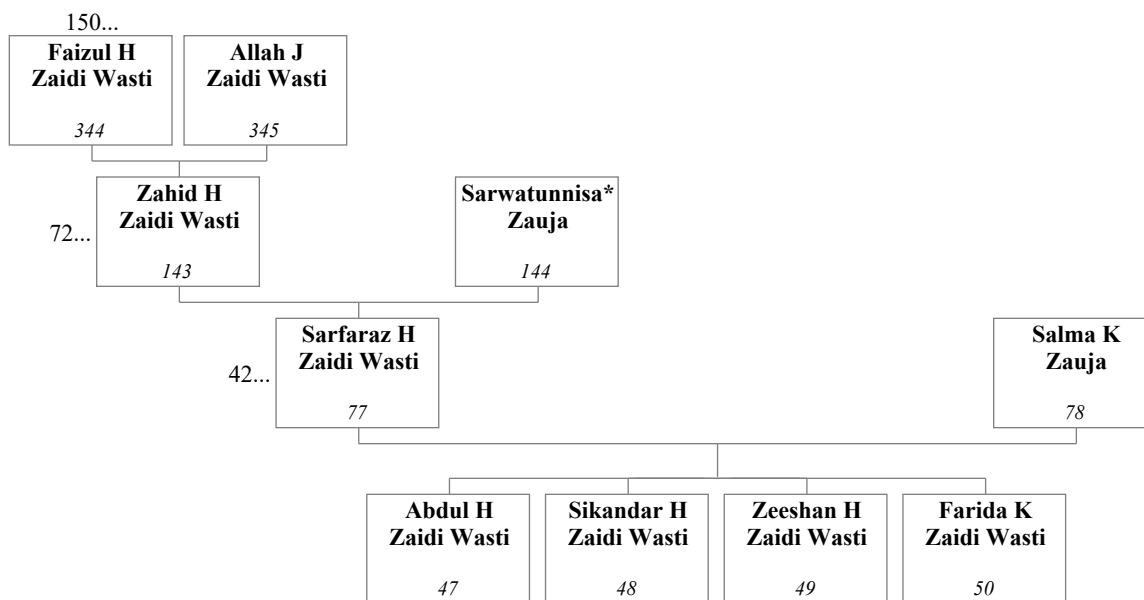 150...
Faizul H
Zaidi Wasti
344
Allah J
Zaidi Wasti
345
72...
Zahid H
Zaidi Wasti
143
Sarwatunnisa*
Zauja
144
42...
Sarfaraz H
Zaidi Wasti
77
Salma K
Zauja
78
Abdul H
Zaidi Wasti
47
Sikandar H
Zaidi Wasti
48
Zeeshan H
Zaidi Wasti
49
Farida K
Zaidi Wasti
50